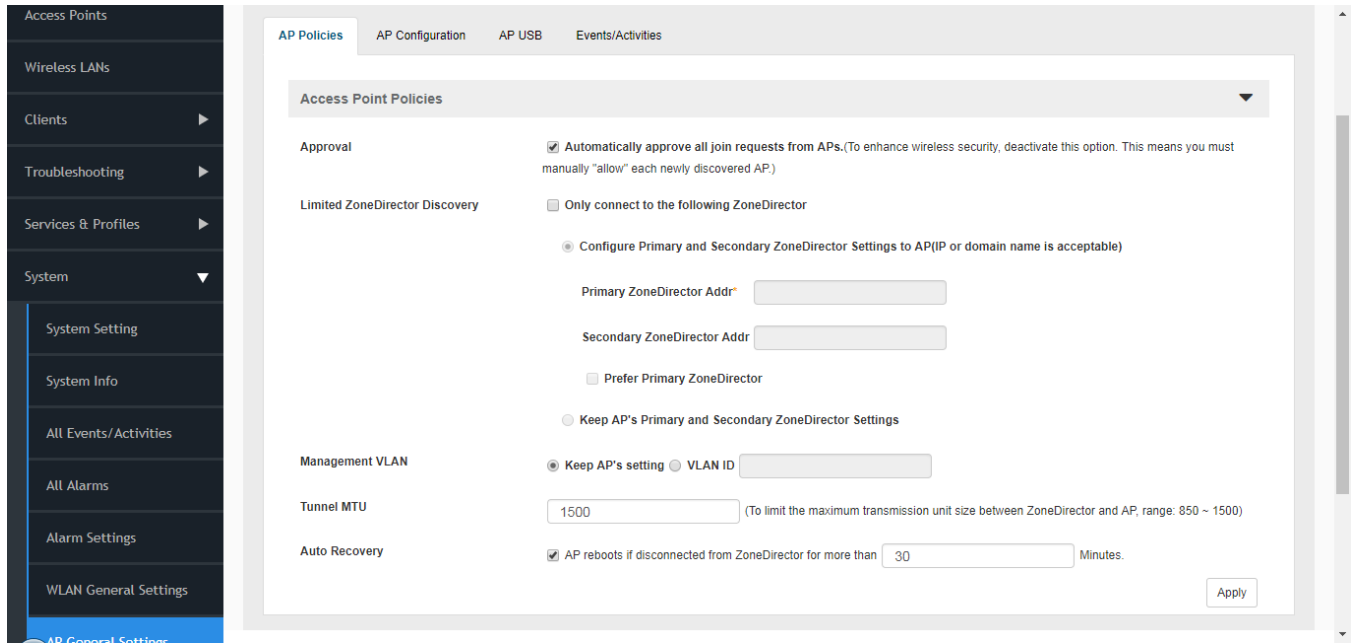 Access Points
Wireless LANs
Clients
Troubleshooting
Services & Profiles
System
System Setting
System Info
All Events/Activities
All Alarms
Alarm Settings
WLAN General Settings
AP General Settings
AP Policies AP Configuration AP USB Events/Activities
Access Point Policies
Approval Automatically approve all join requests from APs.(To enhance wireless security, deactivate this option. This means you must
manually "allow" each newly discovered AP.)
Limited ZoneDirector Discovery Only connect to the following ZoneDirector
Configure Primary and Secondary ZoneDirector Settings to AP(IP or domain name is acceptable)
Primary ZoneDirector Addr*
Secondary ZoneDirector Addr
Prefer Primary ZoneDirector
Keep AP's Primary and Secondary ZoneDirector Settings
Management VLAN Keep AP's setting VLAN ID
Tunnel MTU 1500 (To limit the maximum transmission unit size between ZoneDirector and AP, range: 850 ~ 1500)
Auto Recovery AP reboots if disconnected from ZoneDirector for more than 30 Minutes.
Apply